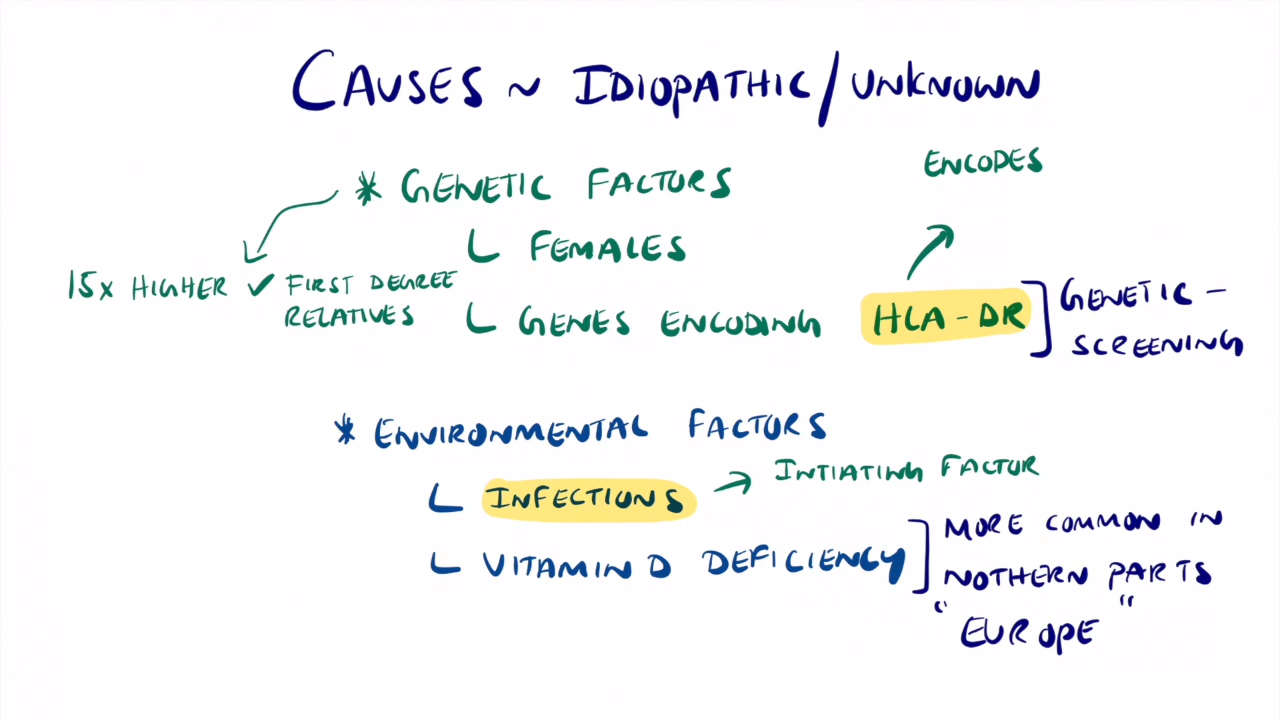 CAUSES ~ IDIOPATHIC/UNKNOWN
ENCODES
* GENETIC FACTORS
FEMALES
15x HIGHER ✓ FIRST DEGREE
RELATIVES
GENES ENCODING HLA-DR
GENETIC -
SCREENING
* ENVIRONMENTAL FACTORS
INFECTIONS → INTIATING FACTOR
VITAMIN D DEFICIENCY
MORE COMMON IN
NOTHERN PARTS
"EUROPE"